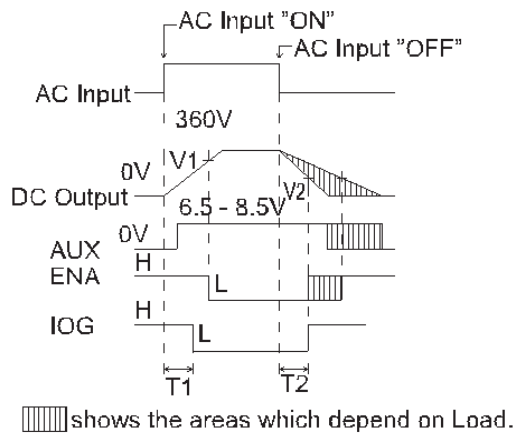 AC Input "ON"
AC Input "OFF"
AC Input
360V
0V
V1
V2
DC Output
6.5 - 8.5V
0V
AUX
H
ENA
L
H
IOG
L
T1
T2
shows the areas which depend on Load.